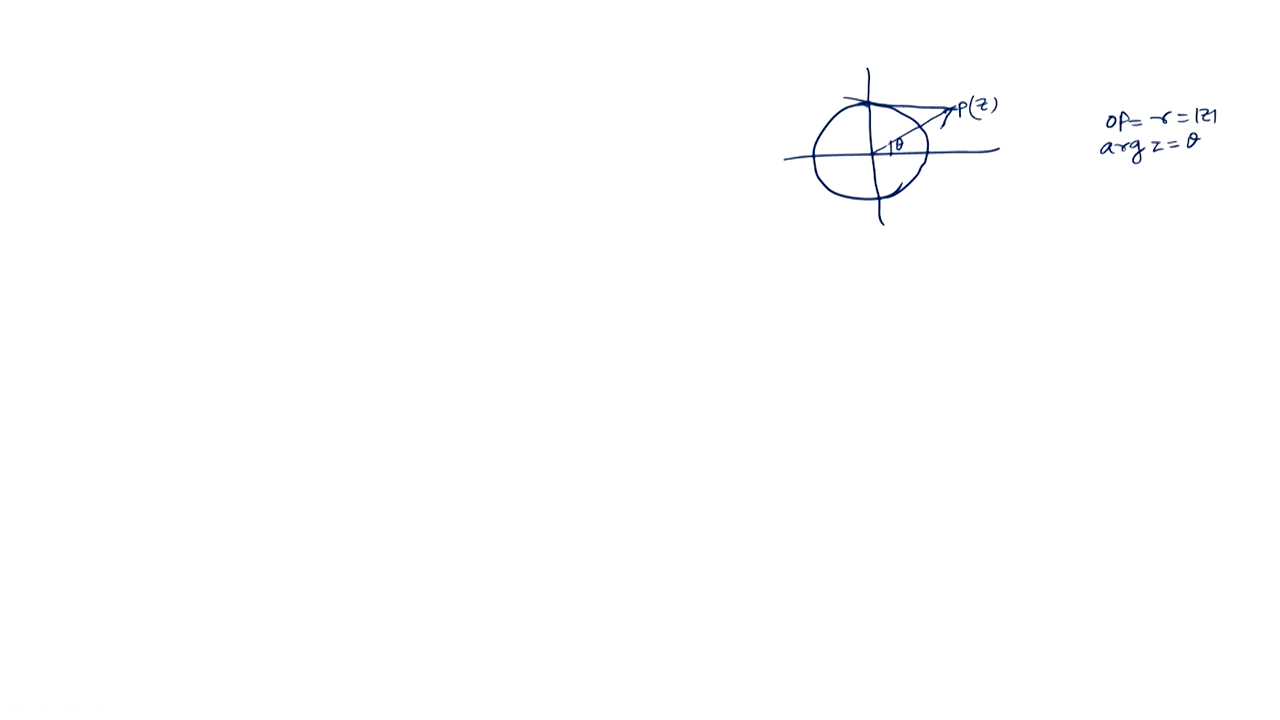 P(z)
θ
OP = r = |z|
arg z = θ